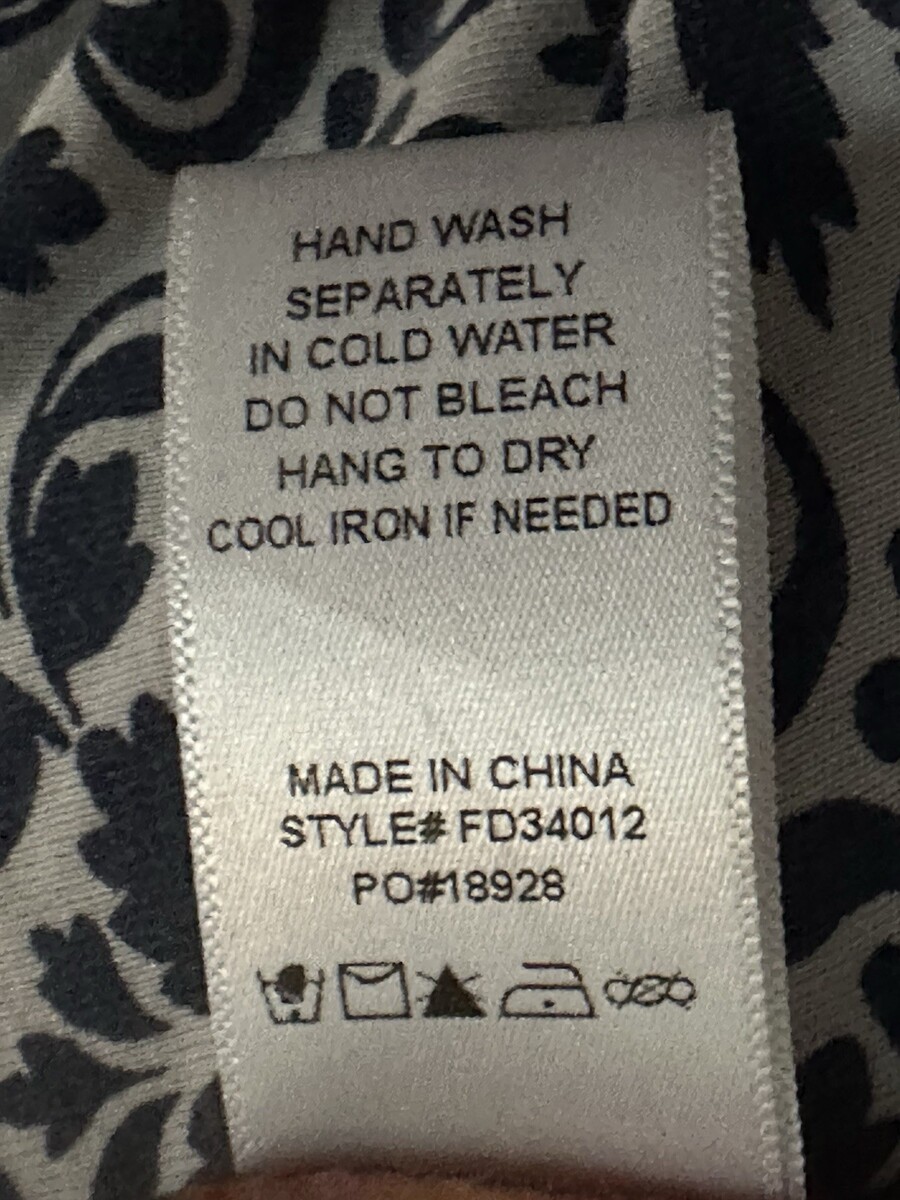 HAND WASH
SEPARATELY
IN COLD WATER
DO NOT BLEACH
HANG TO DRY
COOL IRON IF NEEDED
MADE IN CHINA
STYLE# FD34012
PO#18928